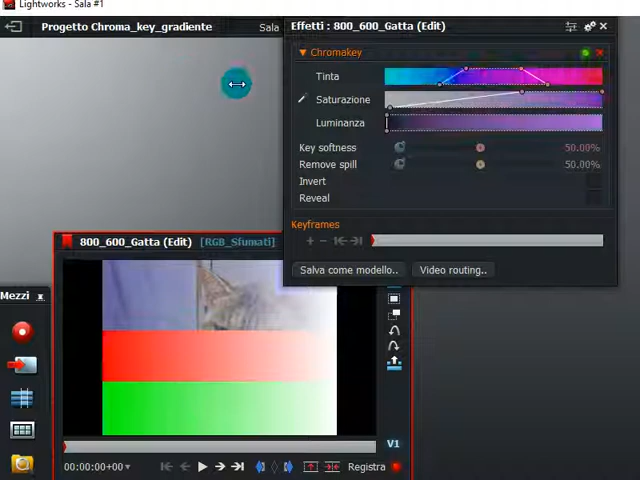 Lightworks - Sala #1
Progetto Chroma_key_gradiente
Sala
Effetti : 800_600_Gatta (Edit)
Chromakey
Tinta
Saturazione
Luminanza
Key softness
50.00%
Remove spill
50.00%
Invert
Reveal
Keyframes
Salva come modello..
Video routing..
800_600_Gatta (Edit) [RGB_Sfumati]
Mezzi
V1
00:00:00+00
Registra